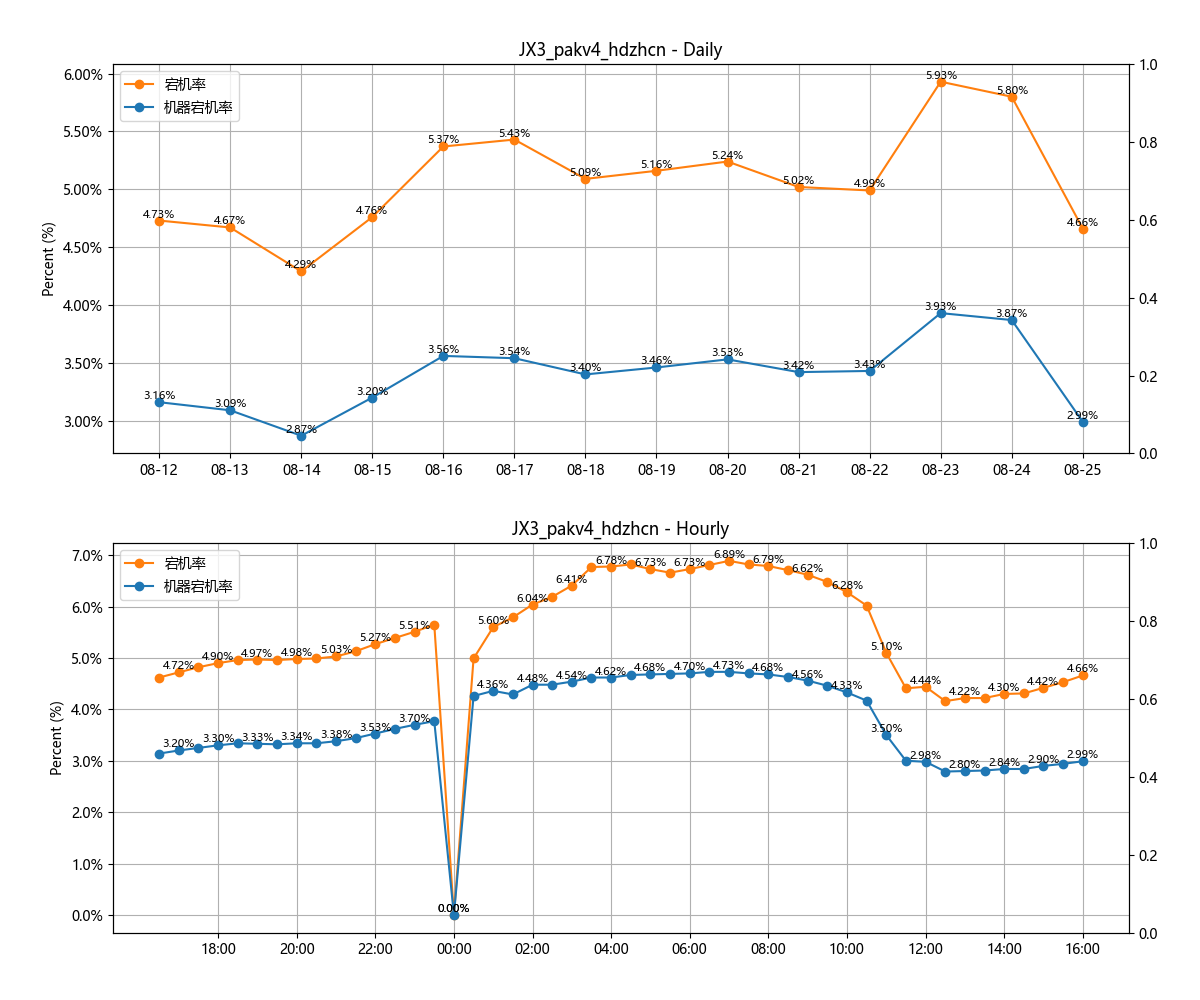 JX3_pakv4_hdzhcn - Daily
宕机率
机器宕机率
Percent (%)
6.00%
5.50%
5.00%
4.50%
4.00%
3.50%
3.00%
1.0
0.8
0.6
0.4
0.2
0.0
4.73% 4.67% 4.29% 4.76% 5.37% 5.43% 5.09% 5.16% 5.24% 5.02% 4.99% 5.93% 5.80% 4.66%
3.16% 3.09% 2.87% 3.20% 3.56% 3.54% 3.40% 3.46% 3.53% 3.42% 3.43% 3.93% 3.87% 2.99%
08-12 08-13 08-14 08-15 08-16 08-17 08-18 08-19 08-20 08-21 08-22 08-23 08-24 08-25
JX3_pakv4_hdzhcn - Hourly
宕机率
机器宕机率
Percent (%)
7.0%
6.0%
5.0%
4.0%
3.0%
2.0%
1.0%
0.0%
1.0
0.8
0.6
0.4
0.2
0.0
4.72% 4.90% 4.97% 4.98% 5.03% 5.27% 5.51% 0.00% 5.60% 6.04% 6.41% 6.78% 6.73% 6.73% 6.89% 6.79% 6.62% 6.28% 5.10% 4.44% 4.22% 4.30% 4.42% 4.66%
3.20% 3.30% 3.33% 3.34% 3.38% 3.53% 3.70% 0.00% 4.36% 4.48% 4.54% 4.62% 4.68% 4.70% 4.73% 4.68% 4.56% 4.33% 3.50% 2.98% 2.80% 2.84% 2.90% 2.99%
18:00 20:00 22:00 00:00 02:00 04:00 06:00 08:00 10:00 12:00 14:00 16:00